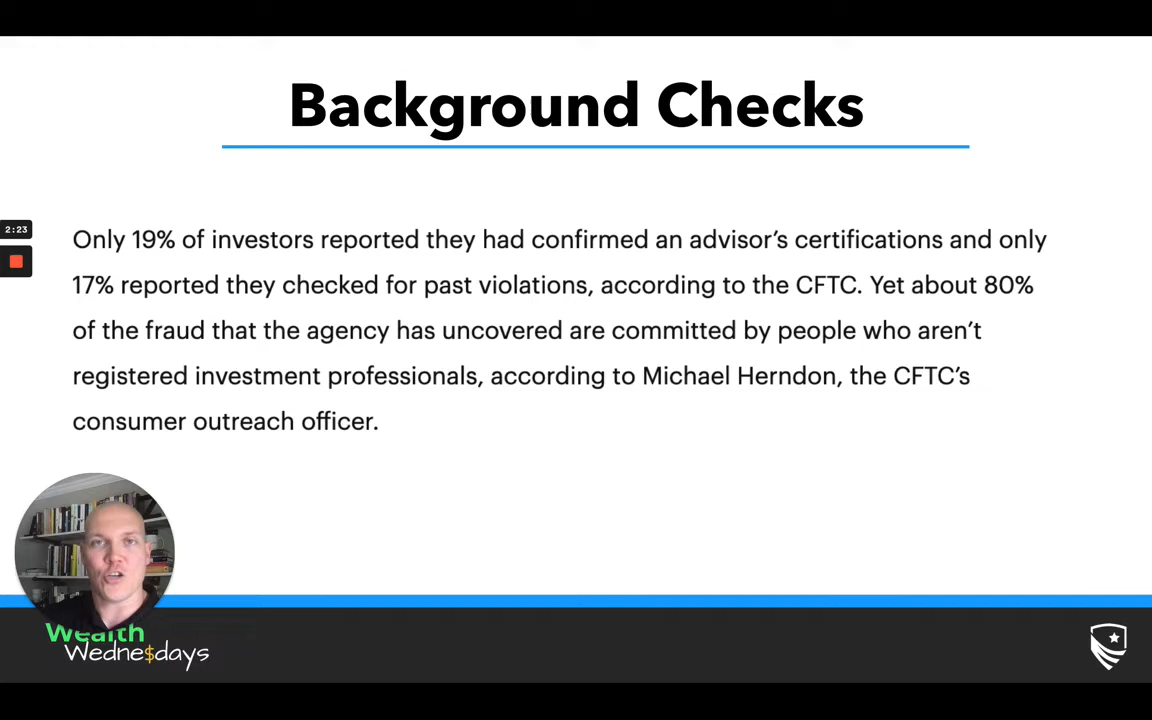 Background Checks
2:23
Only 19% of investors reported they had confirmed an advisor’s certifications and only
17% reported they checked for past violations, according to the CFTC. Yet about 80%
of the fraud that the agency has uncovered are committed by people who aren’t
registered investment professionals, according to Michael Herndon, the CFTC’s
consumer outreach officer.
Wealth
Wedne$days